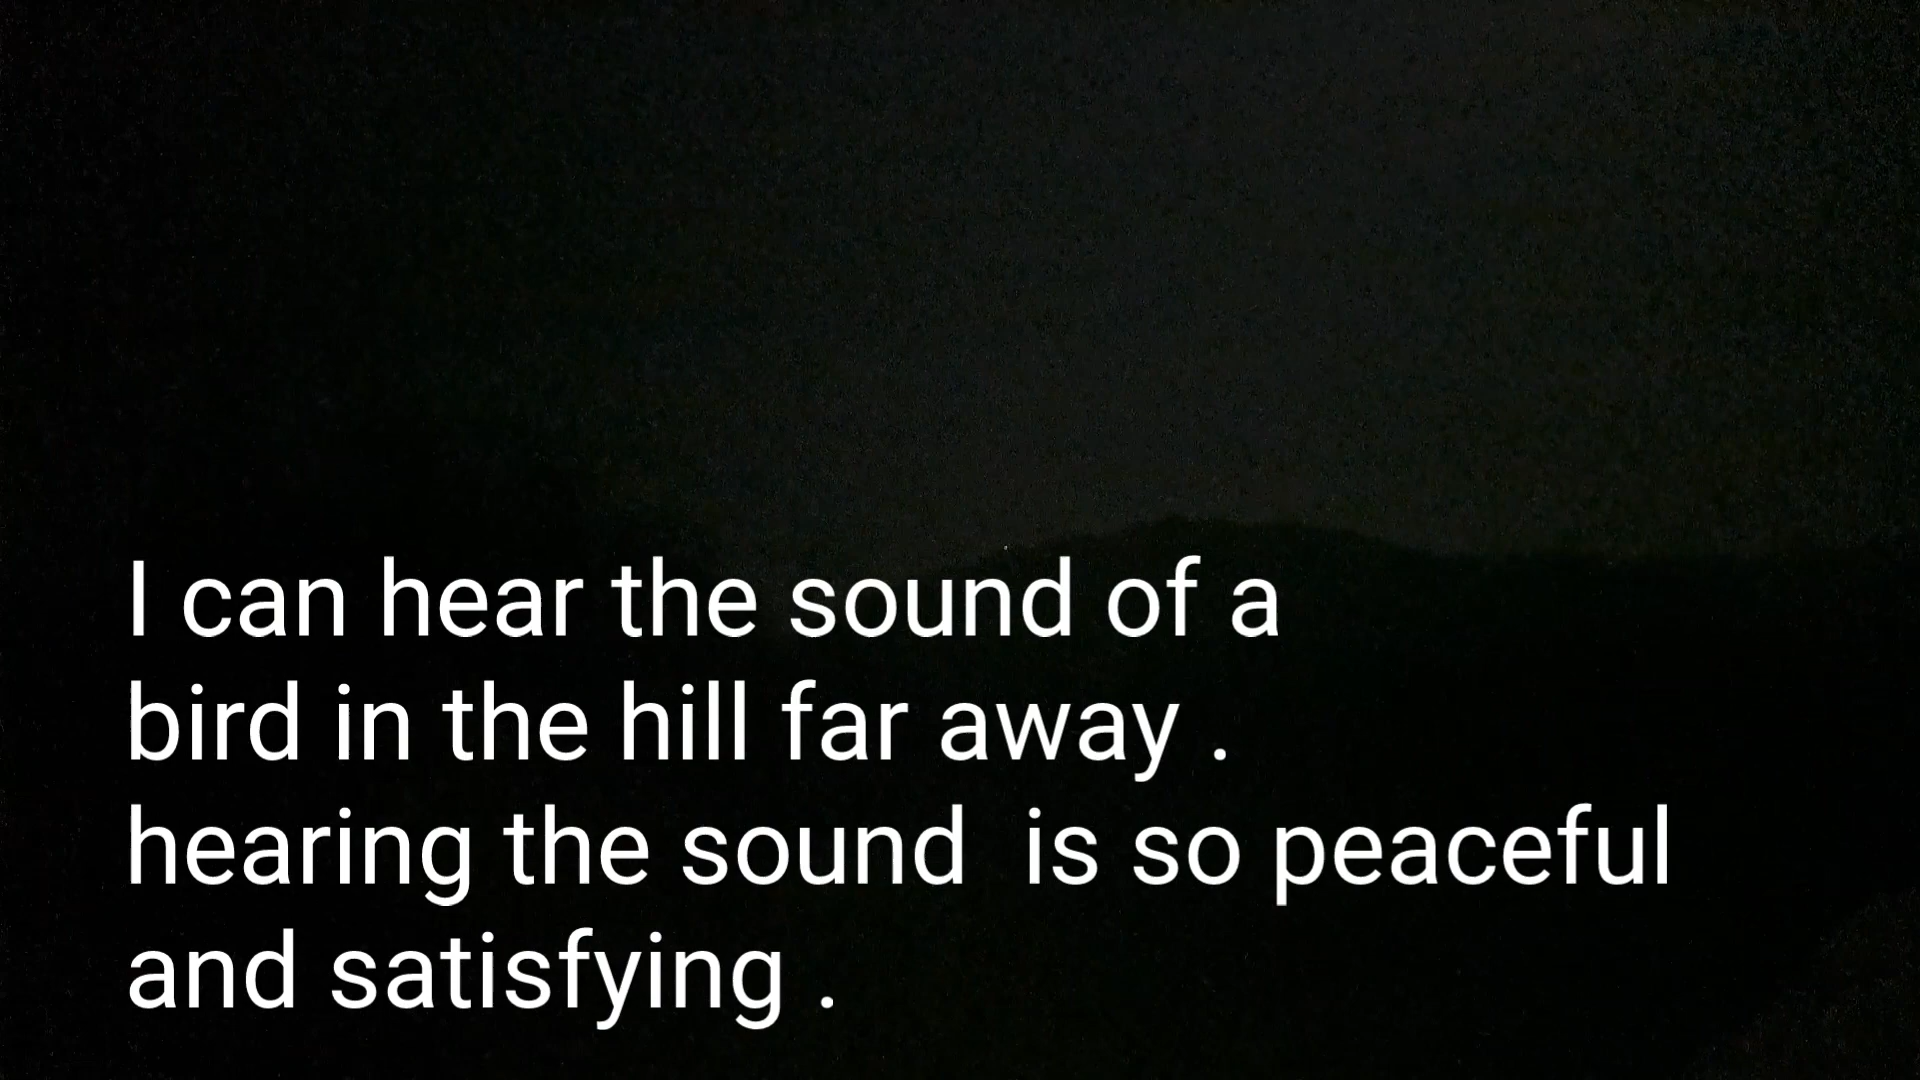 I can hear the sound of a
bird in the hill far away .
hearing the sound  is so peaceful
and satisfying .